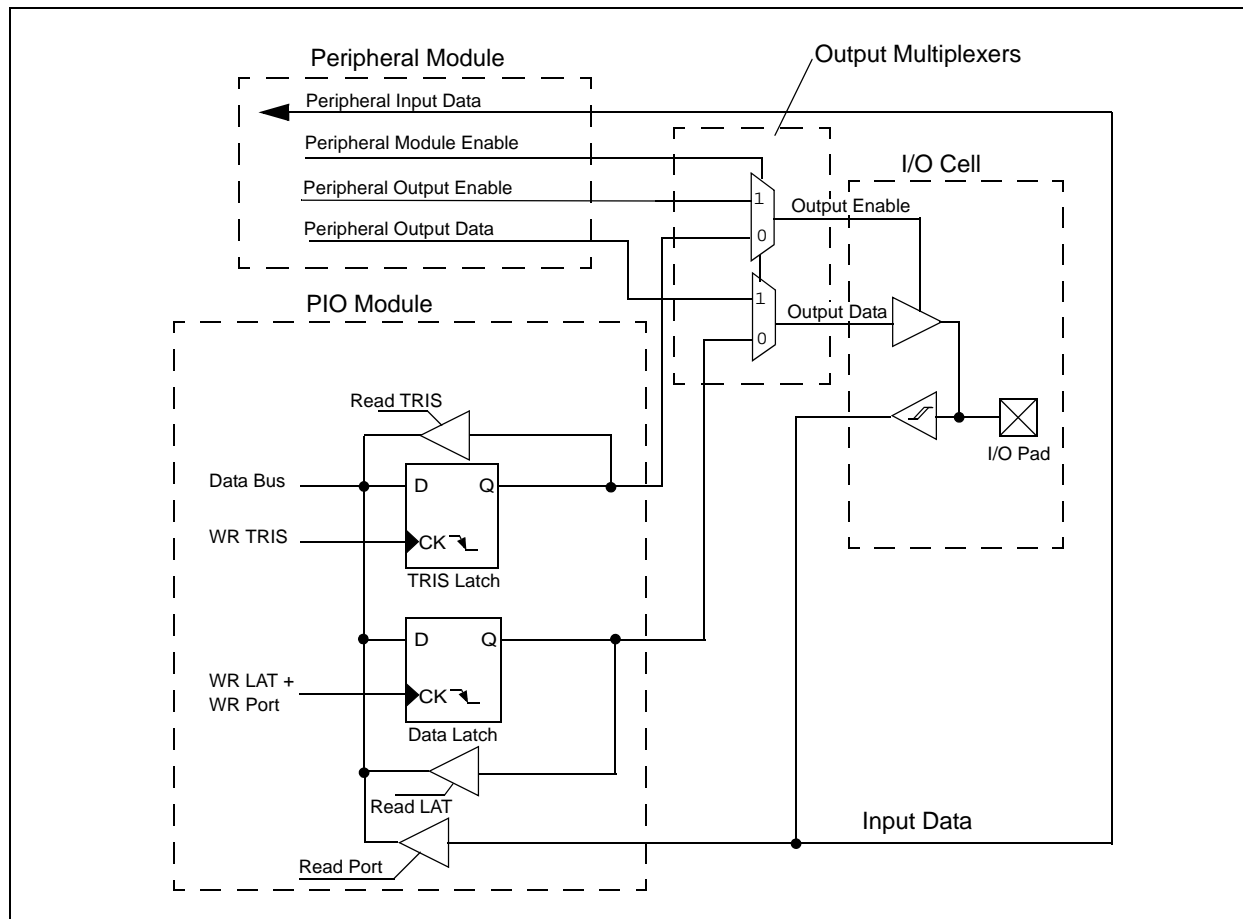 Peripheral Module
Output Multiplexers
Peripheral Input Data
Peripheral Module Enable
I/O Cell
Peripheral Output Enable
1
Output Enable
Peripheral Output Data
0
PIO Module
1
Output Data
0
Read TRIS
I/O Pad
Data Bus
D
Q
WR TRIS
CK
TRIS Latch
D
Q
WR LAT +
WR Port
CK
Data Latch
Read LAT
Input Data
Read Port